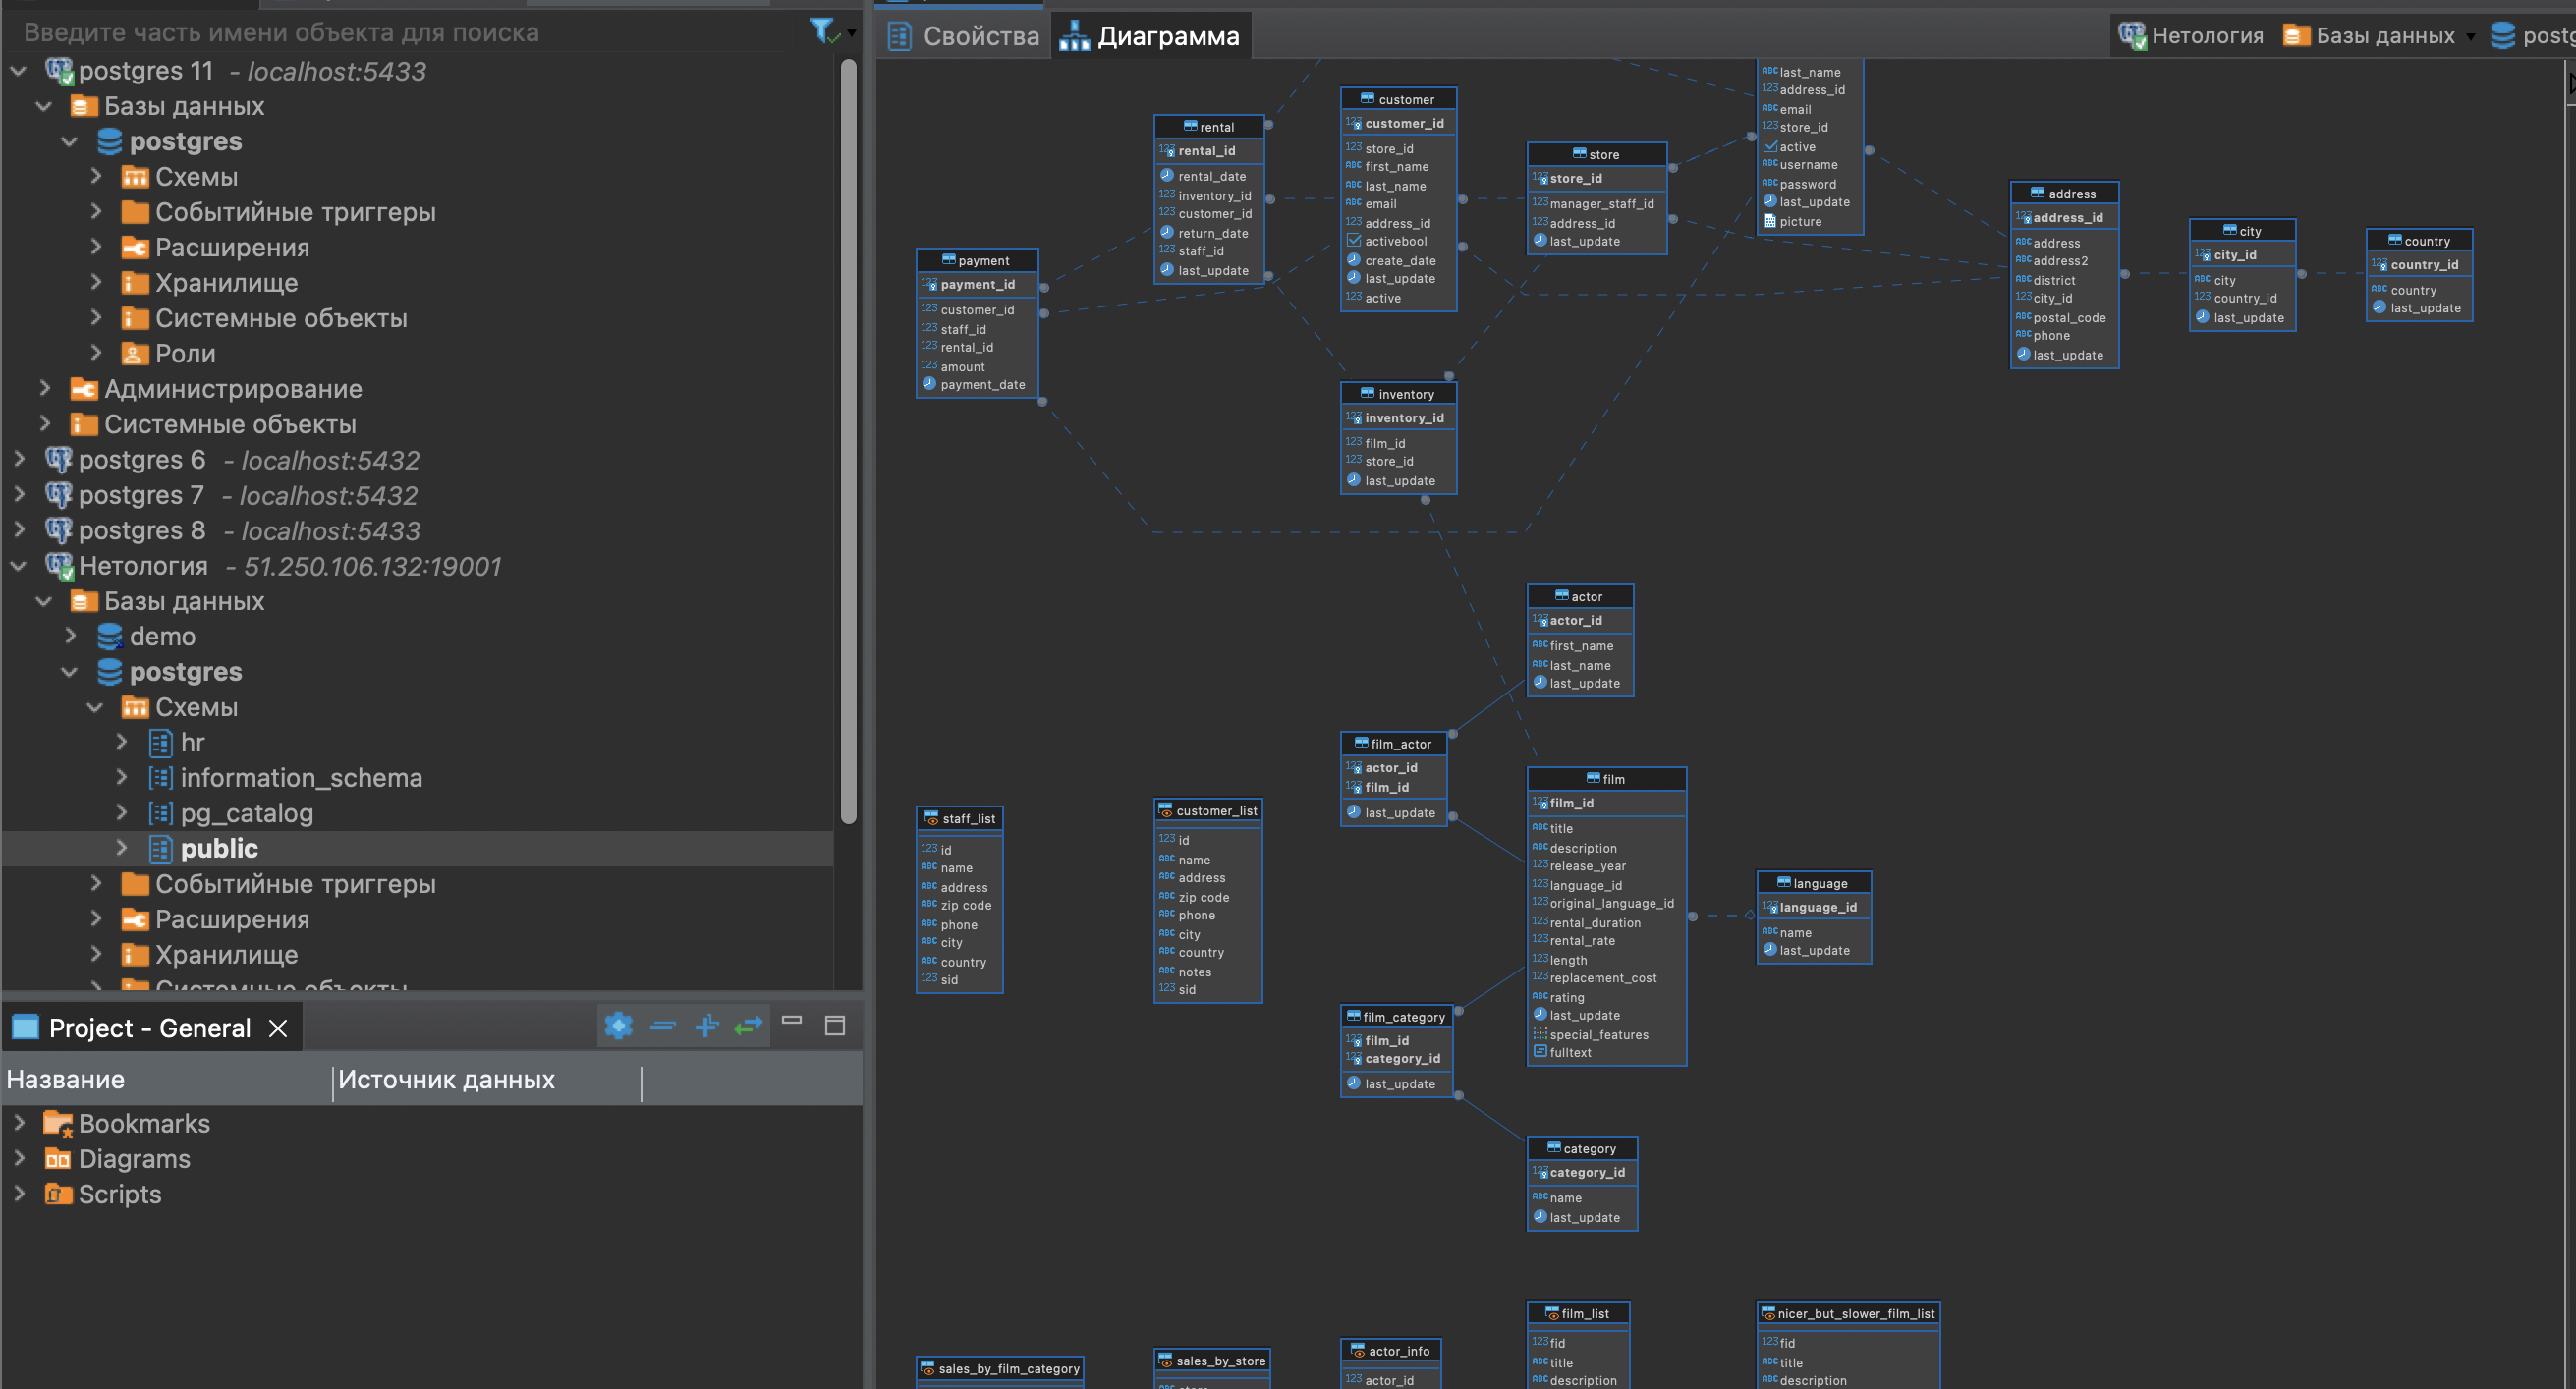 Введите часть имени объекта для поиска
postgres 11 - localhost:5433
Базы данных
postgres
Схемы
Событийные триггеры
Расширения
Хранилище
Системные объекты
Роли
Администрирование
Системные объекты
postgres 6 - localhost:5432
postgres 7 - localhost:5432
postgres 8 - localhost:5433
Нетология - 51.250.106.132:19001
Базы данных
demo
postgres
Схемы
hr
information_schema
pg_catalog
public
Событийные триггеры
Расширения
Хранилище
Системные объекты
Project - General
Название Источник данных
Bookmarks
Diagrams
Scripts
Свойства Диаграмма
Нетология Базы данных
payment
payment_id
customer_id
staff_id
rental_id
amount
payment_date
rental
rental_id
rental_date
inventory_id
customer_id
return_date
staff_id
last_update
customer
customer_id
store_id
first_name
last_name
email
address_id
activebool
create_date
last_update
active
store
store_id
manager_staff_id
address_id
last_update
last_name
address_id
email
store_id
active
username
password
last_update
picture
address
address_id
address
address2
district
city_id
postal_code
phone
last_update
city
city_id
city
country_id
last_update
country
country_id
country
last_update
inventory
inventory_id
film_id
store_id
last_update
actor
actor_id
first_name
last_name
last_update
film_actor
actor_id
film_id
last_update
film
film_id
title
description
release_year
language_id
original_language_id
rental_duration
rental_rate
length
replacement_cost
rating
last_update
special_features
fulltext
language
language_id
name
last_update
staff_list
id
name
address
zip code
phone
city
country
sid
customer_list
id
name
address
zip code
phone
city
country
notes
sid
film_category
film_id
category_id
last_update
category
category_id
name
last_update
sales_by_film_category
sales_by_store
actor_info
actor_id
film_list
fid
title
description
nicer_but_slower_film_list
fid
title
description